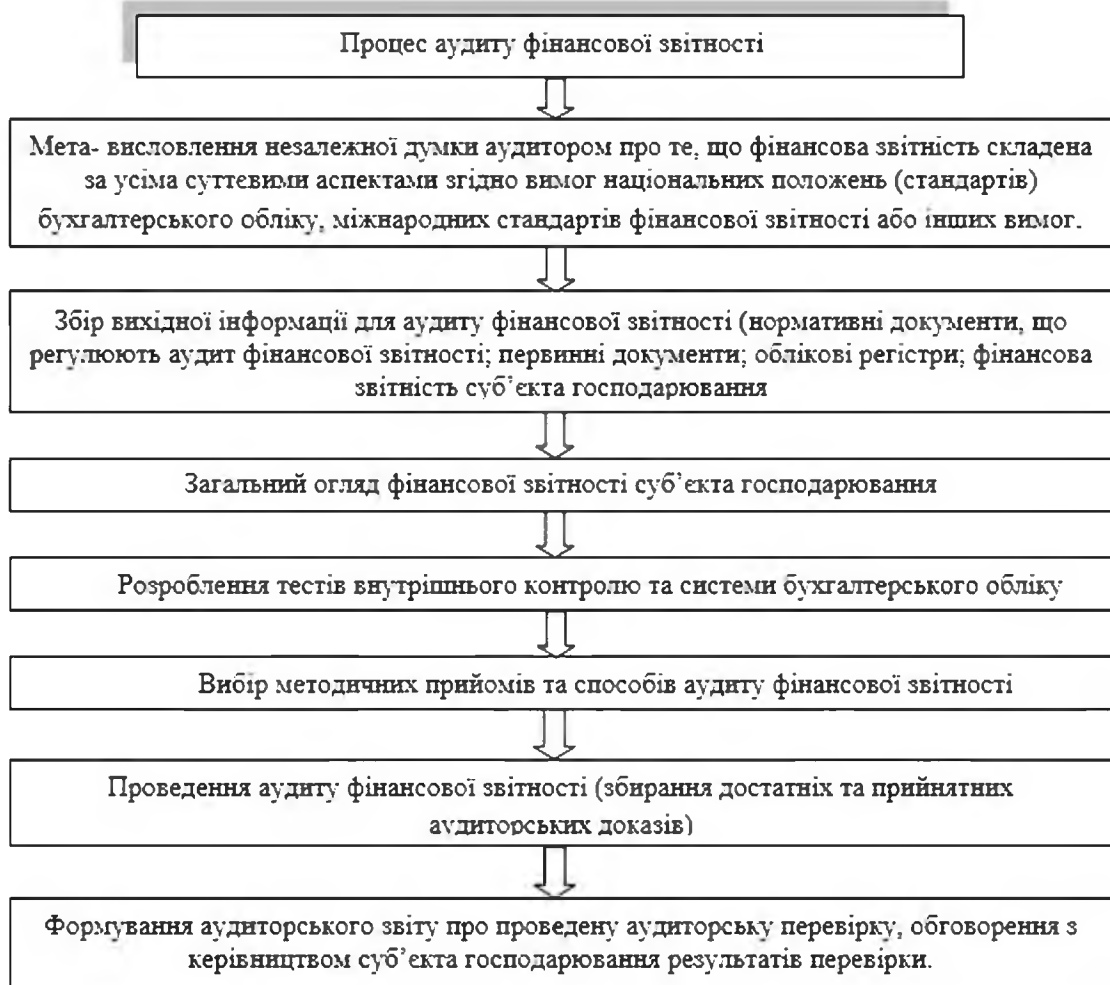 Процес аудиту фінансової звітності
Мета- висловлення незалежної думки аудитором про те, що фінансова звітність складена
за усіма суттєвими аспектами згідно вимог національних положень (стандартів)
бухгалтерського обліку, міжнародних стандартів фінансової звітності або інших вимог.
Збір вихідної інформації для аудиту фінансової звітності (нормативні документи, що
регулюють аудит фінансової звітності; первинні документи; облікові регістри; фінансова
звітність суб’єкта господарювання
Загальний огляд фінансової звітності суб’єкта господарювання
Розроблення тестів внутрішнього контролю та системи бухгалтерського обліку
Вибір методичних прийомів та способів аудиту фінансової звітності
Проведення аудиту фінансової звітності (збирання достатніх та прийнятних
аудиторських доказів)
Формування аудиторського звіту про проведену аудиторську перевірку, обговорення з
керівництвом суб’єкта господарювання результатів перевірки.